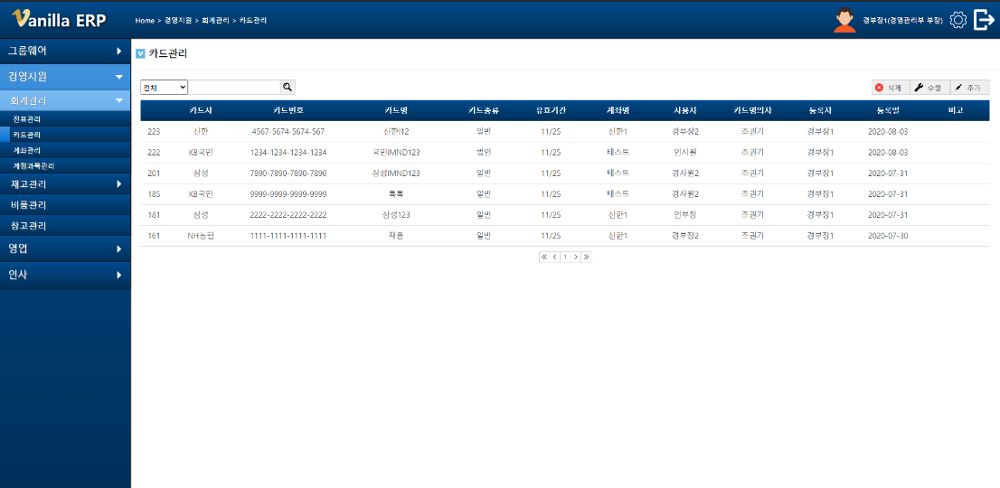 Vanilla ERP
Home > 경영지원 > 회계관리 > 카드관리
경부장1(경영관리부 부장)
그룹웨어
경영지원
회계관리
전표관리
카드관리
계좌관리
계정과목관리
재고관리
비품관리
창고관리
영업
인사
카드관리
전체
삭제 수정 추가
카드사 카드번호 카드명 카드종류 유효기간 계좌명 사용자 카드명의자 등록자 등록일 비고
223 신한 4567-5674-5674-567 신한I12 일반 11/25 신한1 경부장2 조권기 경부장1 2020-08-03
222 KB국민 1234-1234-1234-1234 국민IMND123 법인 11/25 테스트 인사원 조권기 경부장1 2020-08-03
201 삼성 7890-7890-7890-7890 삼성IMND123 일반 11/25 테스트 경사원2 조권기 경부장1 2020-07-31
185 KB국민 9999-9999-9999-9999 톡톡 일반 11/25 테스트 경사원2 조권기 경부장1 2020-07-31
181 삼성 2222-2222-2222-2222 삼성123 일반 11/25 신한1 인부장 조권기 경부장1 2020-07-31
161 NH농협 1111-1111-1111-1111 채움 일반 11/25 신한1 경부장2 조권기 경부장1 2020-07-30
1